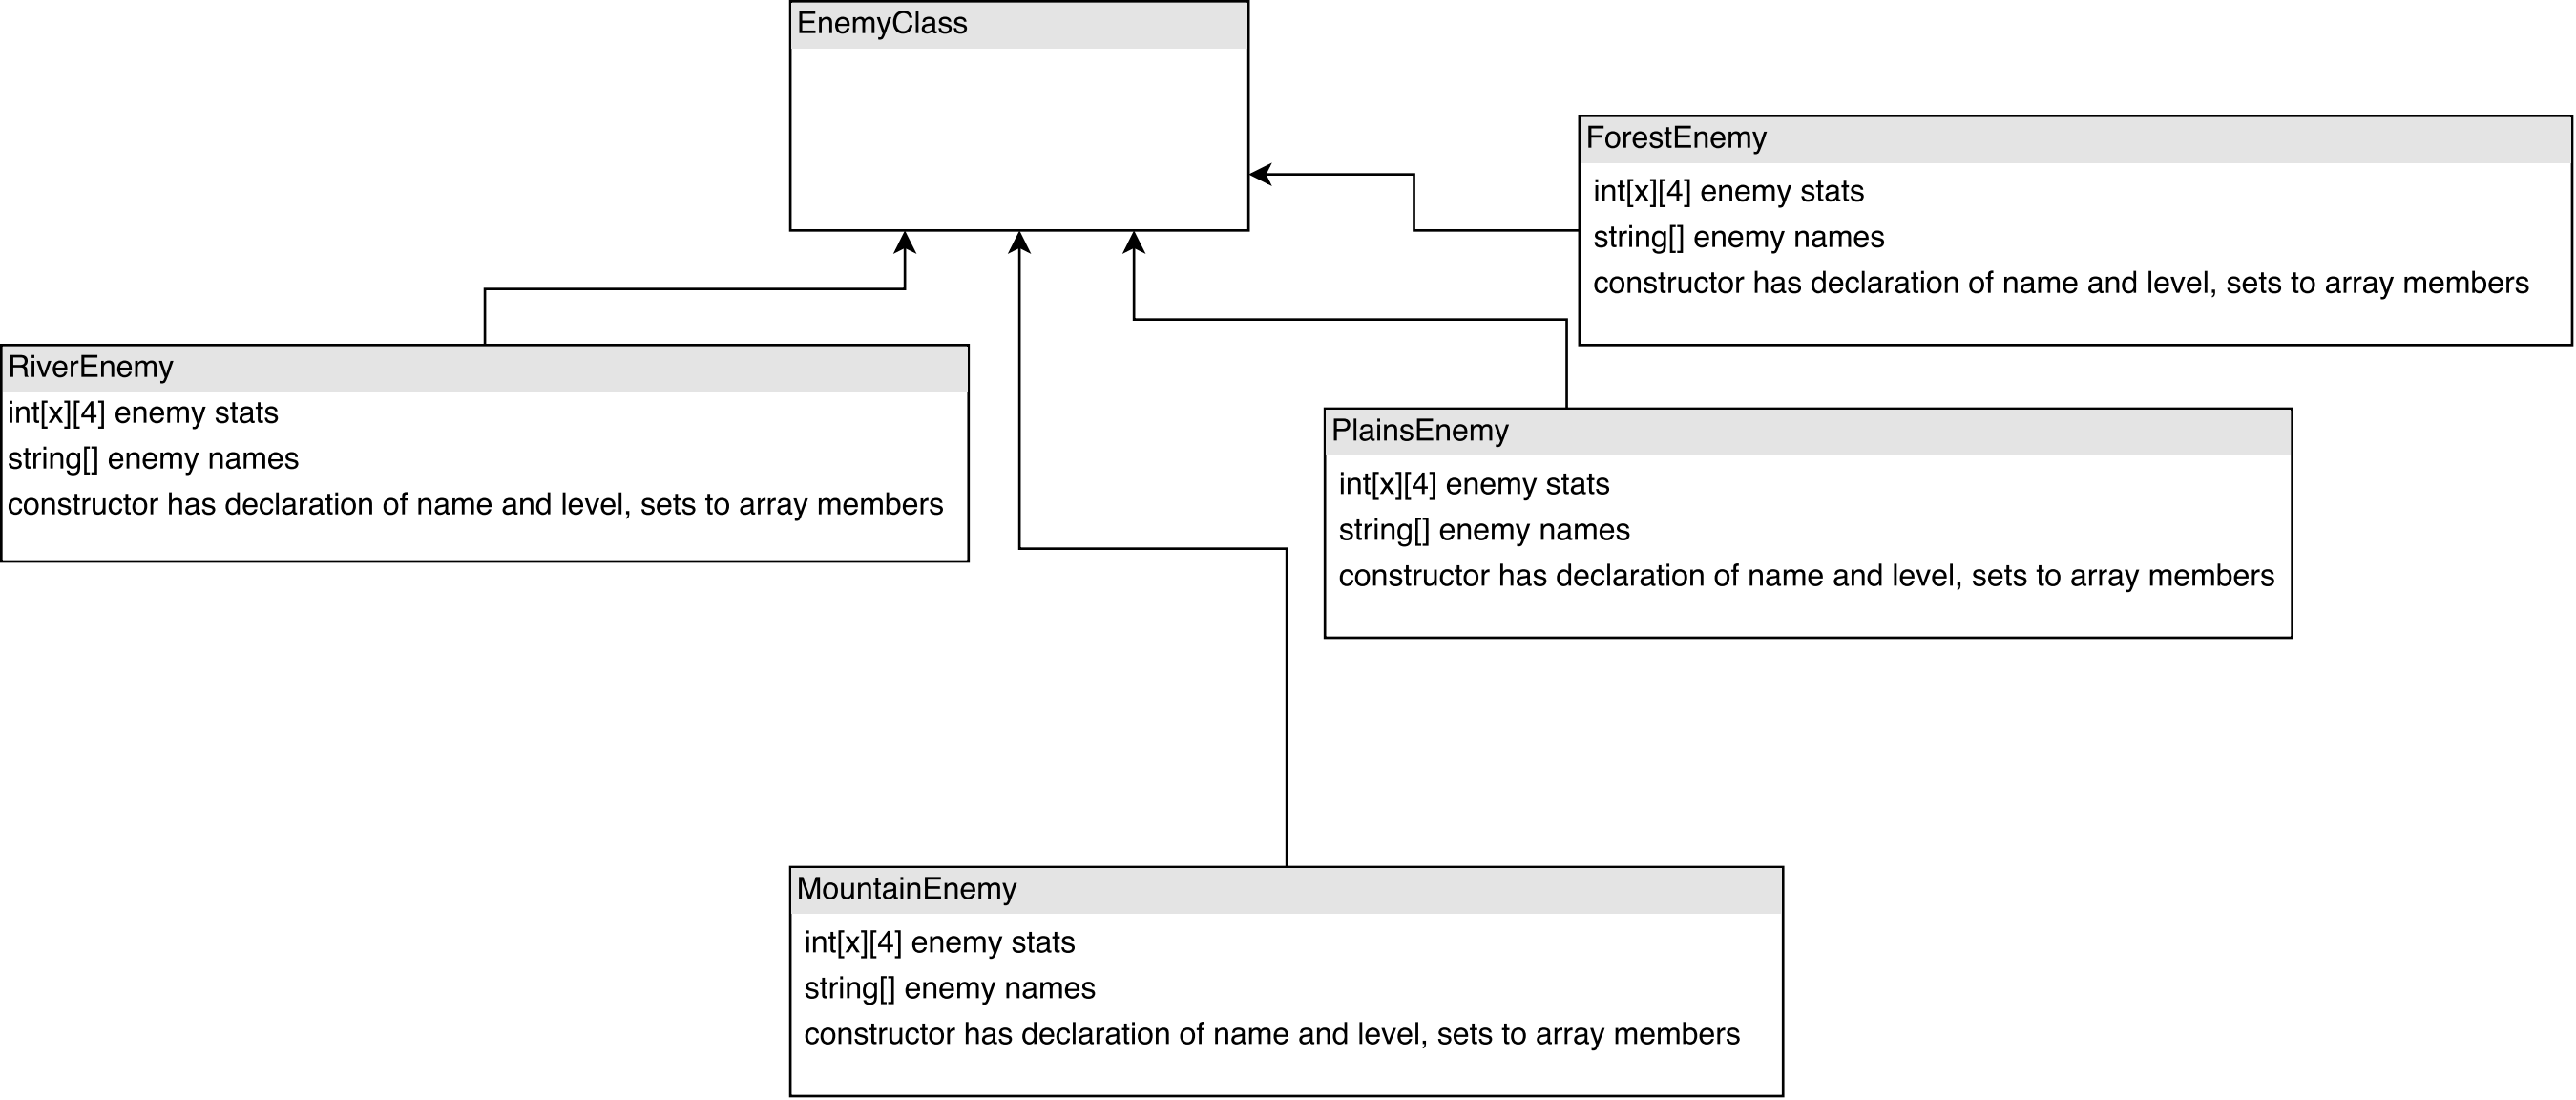 EnemyClass
ForestEnemy
int[x][4] enemy stats
string[] enemy names
constructor has declaration of name and level, sets to array members
RiverEnemy
int[x][4] enemy stats
string[] enemy names
constructor has declaration of name and level, sets to array members
PlainsEnemy
int[x][4] enemy stats
string[] enemy names
constructor has declaration of name and level, sets to array members
MountainEnemy
int[x][4] enemy stats
string[] enemy names
constructor has declaration of name and level, sets to array members